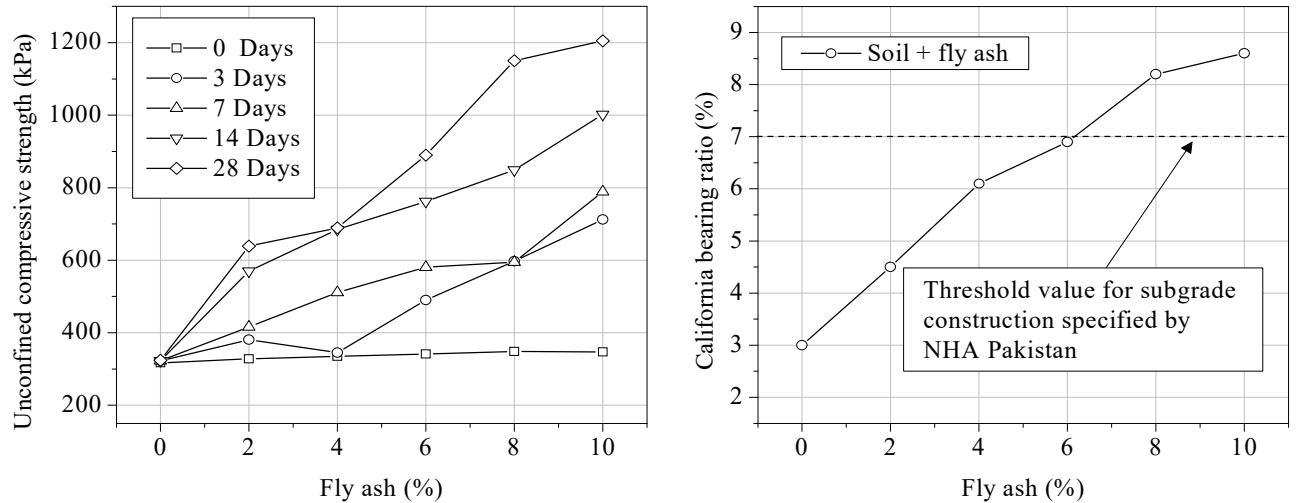 Unconfined compressive strength (kPa)
1200
1000
800
600
400
200
0 Days
3 Days
7 Days
14 Days
28 Days
0 2 4 6 8 10
Fly ash (%)
California bearing ratio (%)
9
8
7
6
5
4
3
2
Soil + fly ash
Threshold value for subgrade
construction specified by
NHA Pakistan
0 2 4 6 8 10
Fly ash (%)